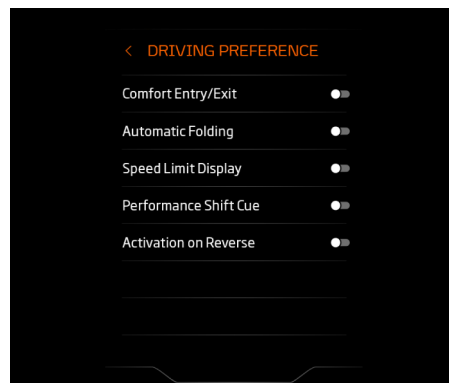 DRIVING PREFERENCE
Comfort Entry/Exit
Automatic Folding
Speed Limit Display
Performance Shift Cue
Activation on Reverse